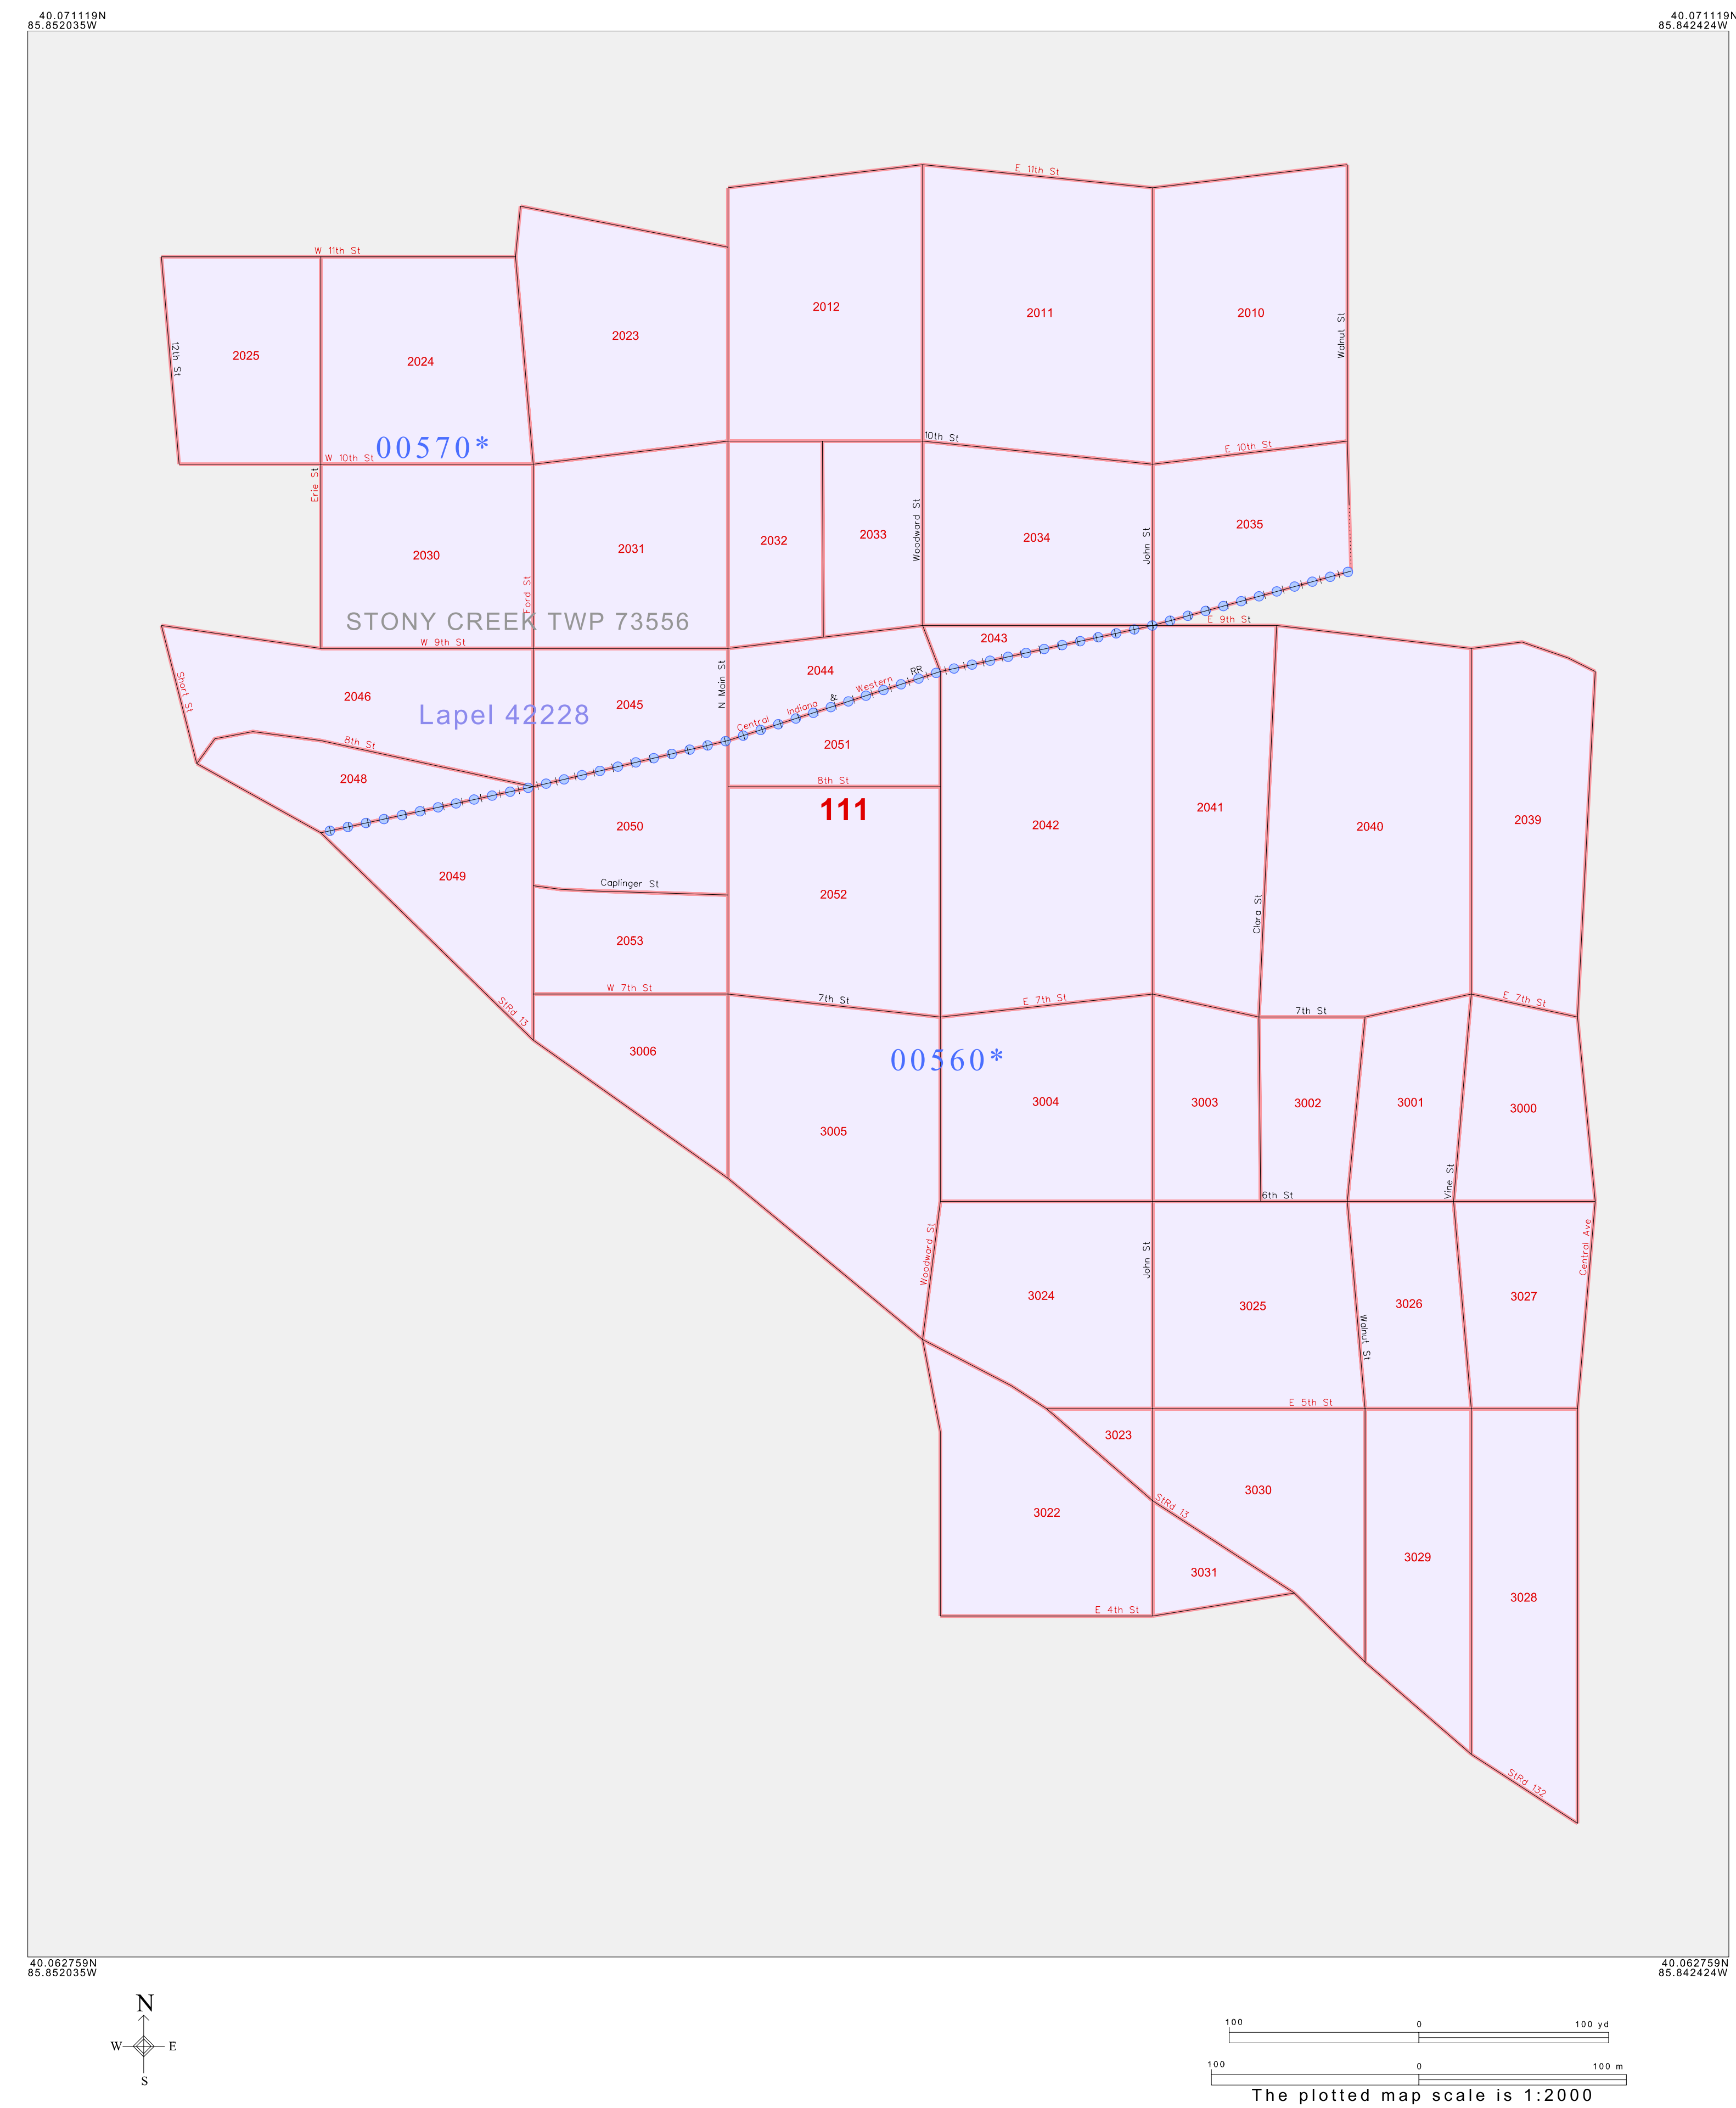 40.071119N
85.852035W
40.071119N
85.842424W
E 11th St
W 11th St
2012
2011
2010
Walnut St
2023
12th St
2025
2024
00570*
10th St
E 10th St
W 10th St
Erie St
2035
2033
2034
2032
Woodward St
John St
2031
2030
Ford St
STONY CREEK TWP 73556
E 9th St
2043
W 9th St
2044
RR
Western
&
Indiana
Central
N Main St
Short St
2046
2045
Lapel 42228
8th St
2051
2048
8th St
111
2041
2039
2050
2042
2040
2049
Caplinger St
2052
Clara St
2053
W 7th St
7th St
E 7th St
E 7th St
7th St
StRd 13
3006
00560*
3004
3003
3002
3001
3000
3005
6th St
Vine St
Woodward St
John St
Central Ave
3024
3025
3026
3027
Walnut St
E 5th St
3023
3030
StRd 13
3022
3029
3031
3028
E 4th St
StRd 132
40.062759N
85.852035W
40.062759N
85.842424W
N
W E
S
100 0 100 yd
100 0 100 m
The plotted map scale is 1:2000